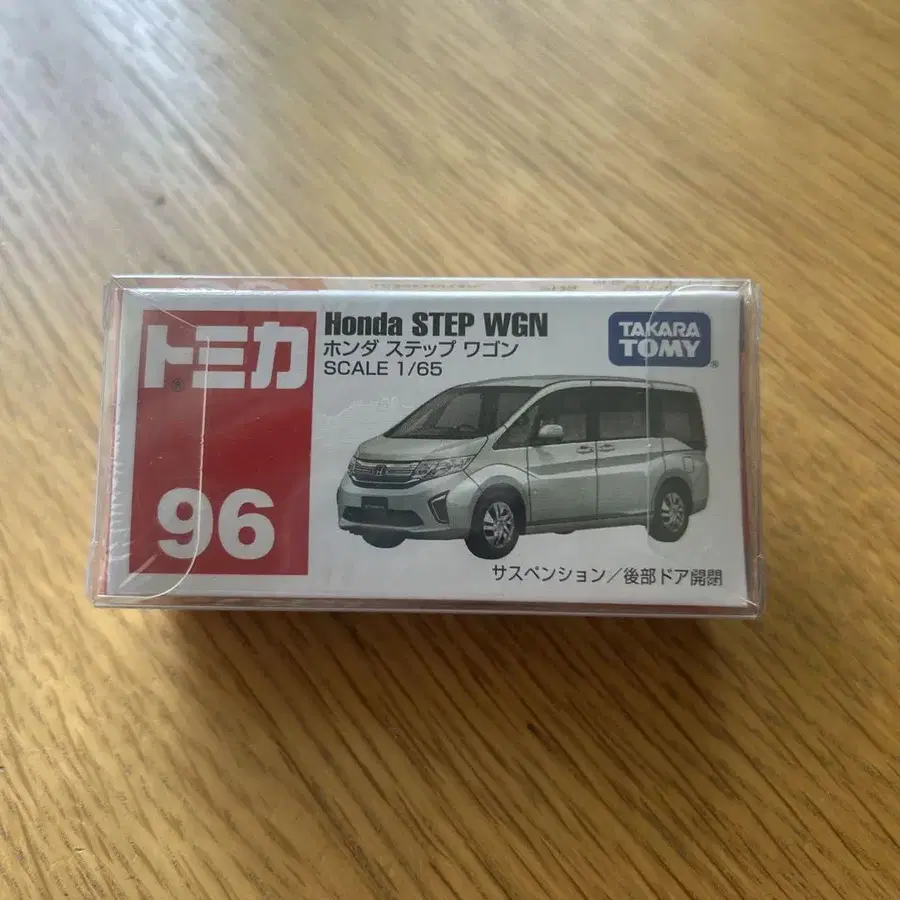 トミカ
®
96
Honda STEP WGN
ホンダ ステップ ワゴン
SCALE 1/65
TAKARA
TOMY
®
サスペンション/後部ドア開閉